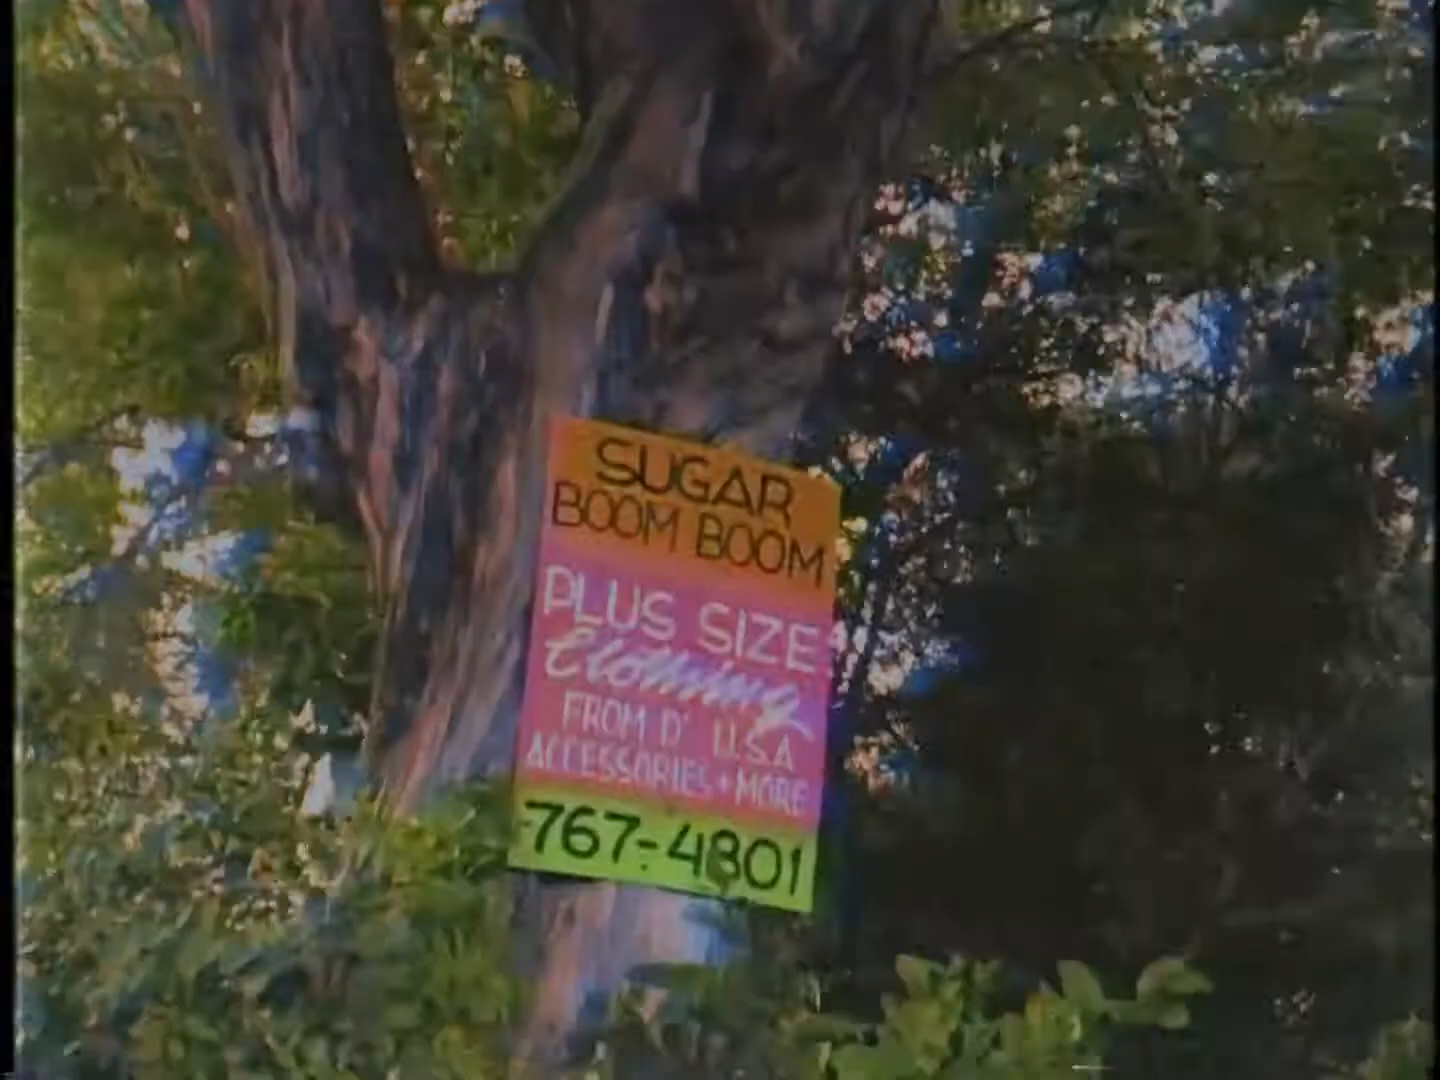 SUGAR
BOOM BOOM
PLUS SIZE
Clothing
FROM D' U.S.A
ACCESSORIES + MORE
767-4801